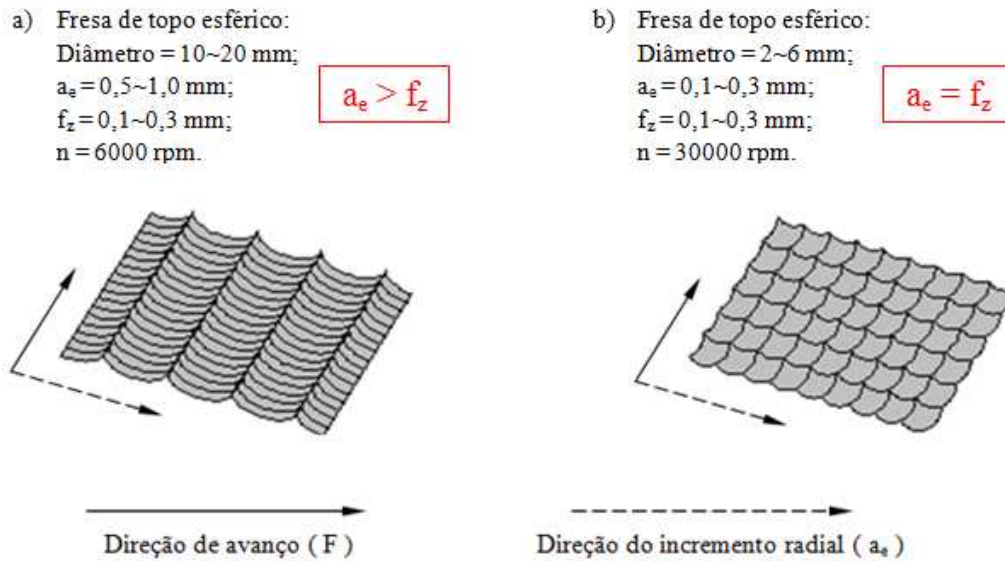 a) Fresa de topo esférico:
Diâmetro = 10~20 mm;
aₑ = 0,5~1,0 mm;
f_z = 0,1~0,3 mm;
n = 6000 rpm.
aₑ > f_z
b) Fresa de topo esférico:
Diâmetro = 2~6 mm;
aₑ = 0,1~0,3 mm;
f_z = 0,1~0,3 mm;
n = 30000 rpm.
aₑ = f_z
Direção de avanço ( F )
Direção do incremento radial ( aₑ )